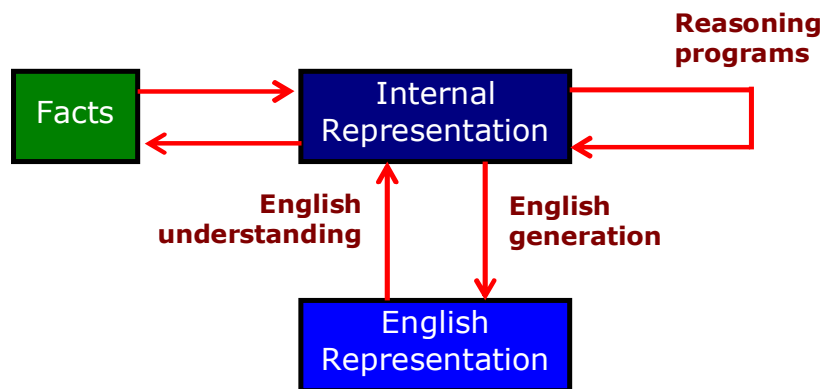 Reasoning
programs
Facts
Internal
Representation
English
understanding
English
generation
English
Representation